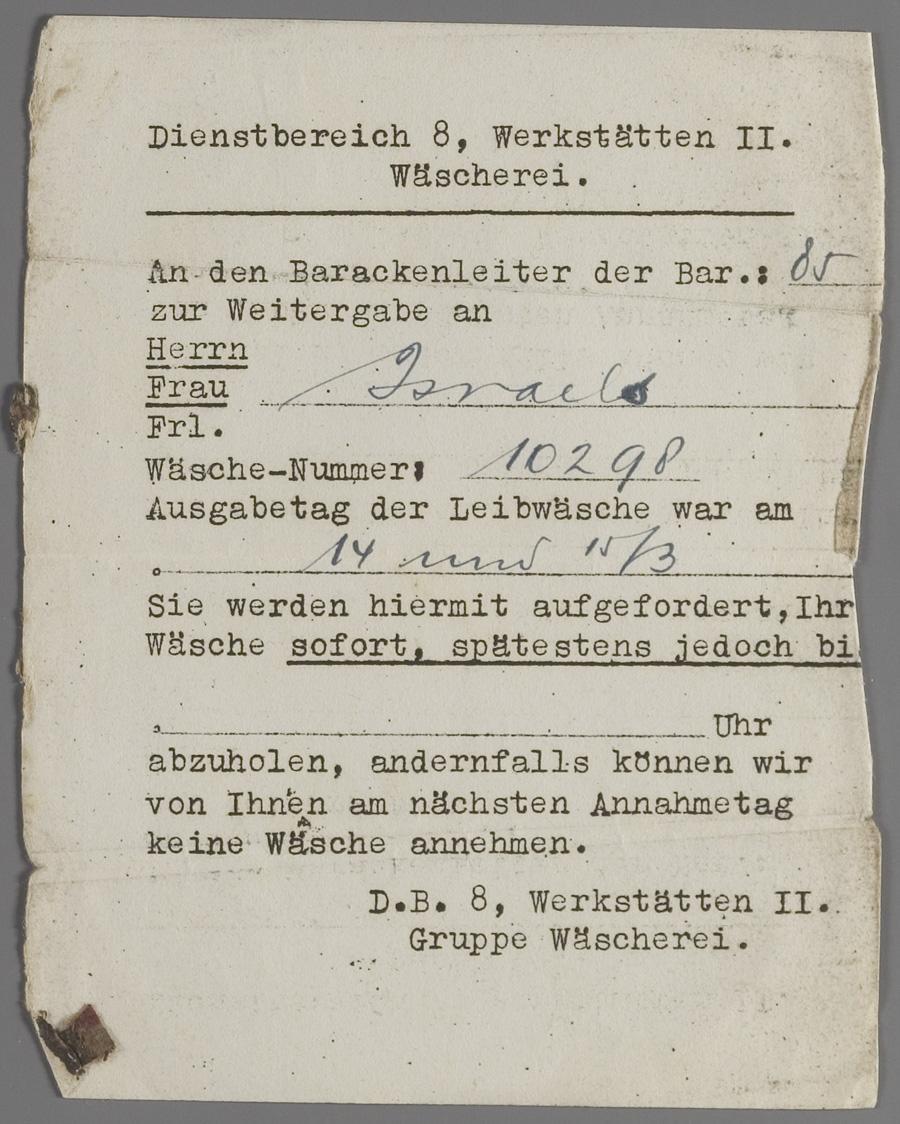 Dienstbereich 8, Werkstätten II.
Wäscherei.
An den Barackenleiter der Bar.: 85
zur Weitergabe an
Herrn
Frau Israels
Frl.
Wäsche-Nummer: 10298
Ausgabetag der Leibwäsche war am
14 und 15/3
Sie werden hiermit aufgefordert, Ihr
Wäsche sofort, spätestens jedoch bi
Uhr
abzuholen, andernfalls können wir
von Ihnen am nächsten Annahmetag
keine Wäsche annehmen.
D.B. 8, Werkstätten II.
Gruppe Wäscherei.